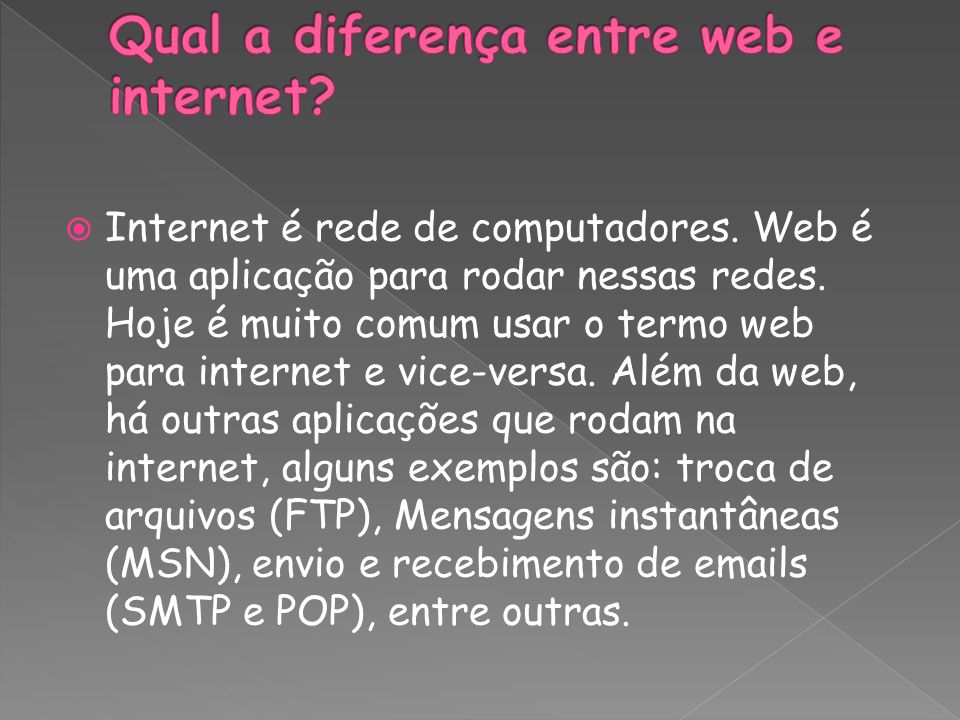 Qual a diferença entre web e
internet?
Internet é rede de computadores. Web é
uma aplicação para rodar nessas redes.
Hoje é muito comum usar o termo web
para internet e vice-versa. Além da web,
há outras aplicações que rodam na
internet, alguns exemplos são: troca de
arquivos (FTP), Mensagens instantâneas
(MSN), envio e recebimento de emails
(SMTP e POP), entre outras.